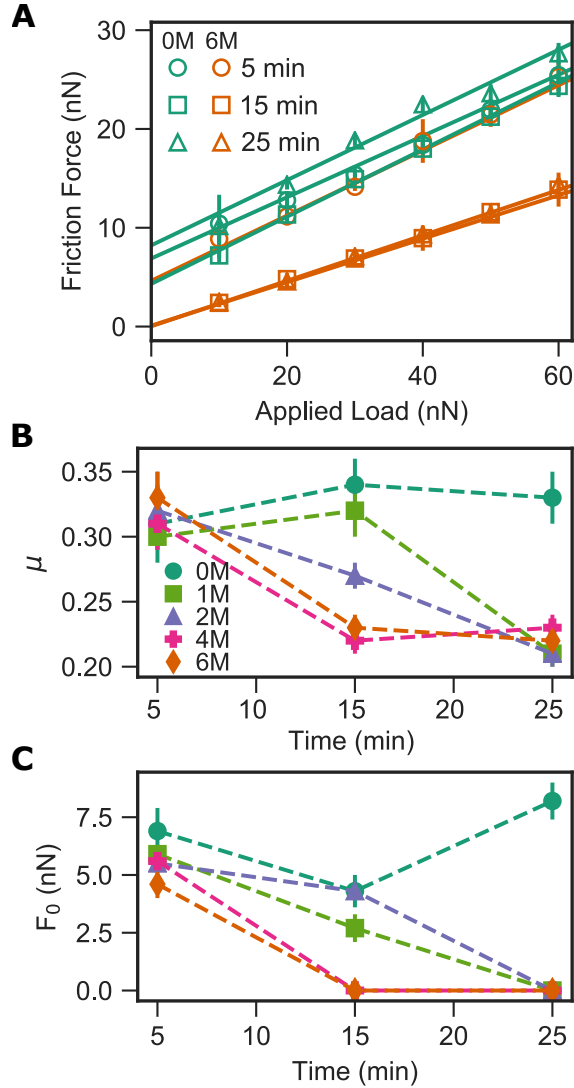 A
Friction Force (nN)
30
20
10
0
0M 6M
5 min
15 min
25 min
0 20 40 60
Applied Load (nN)
B
μ
0.35
0.30
0.25
0.20
0M
1M
2M
4M
6M
5 10 15 20 25
Time (min)
C
F₀ (nN)
7.5
5.0
2.5
0.0
5 10 15 20 25
Time (min)